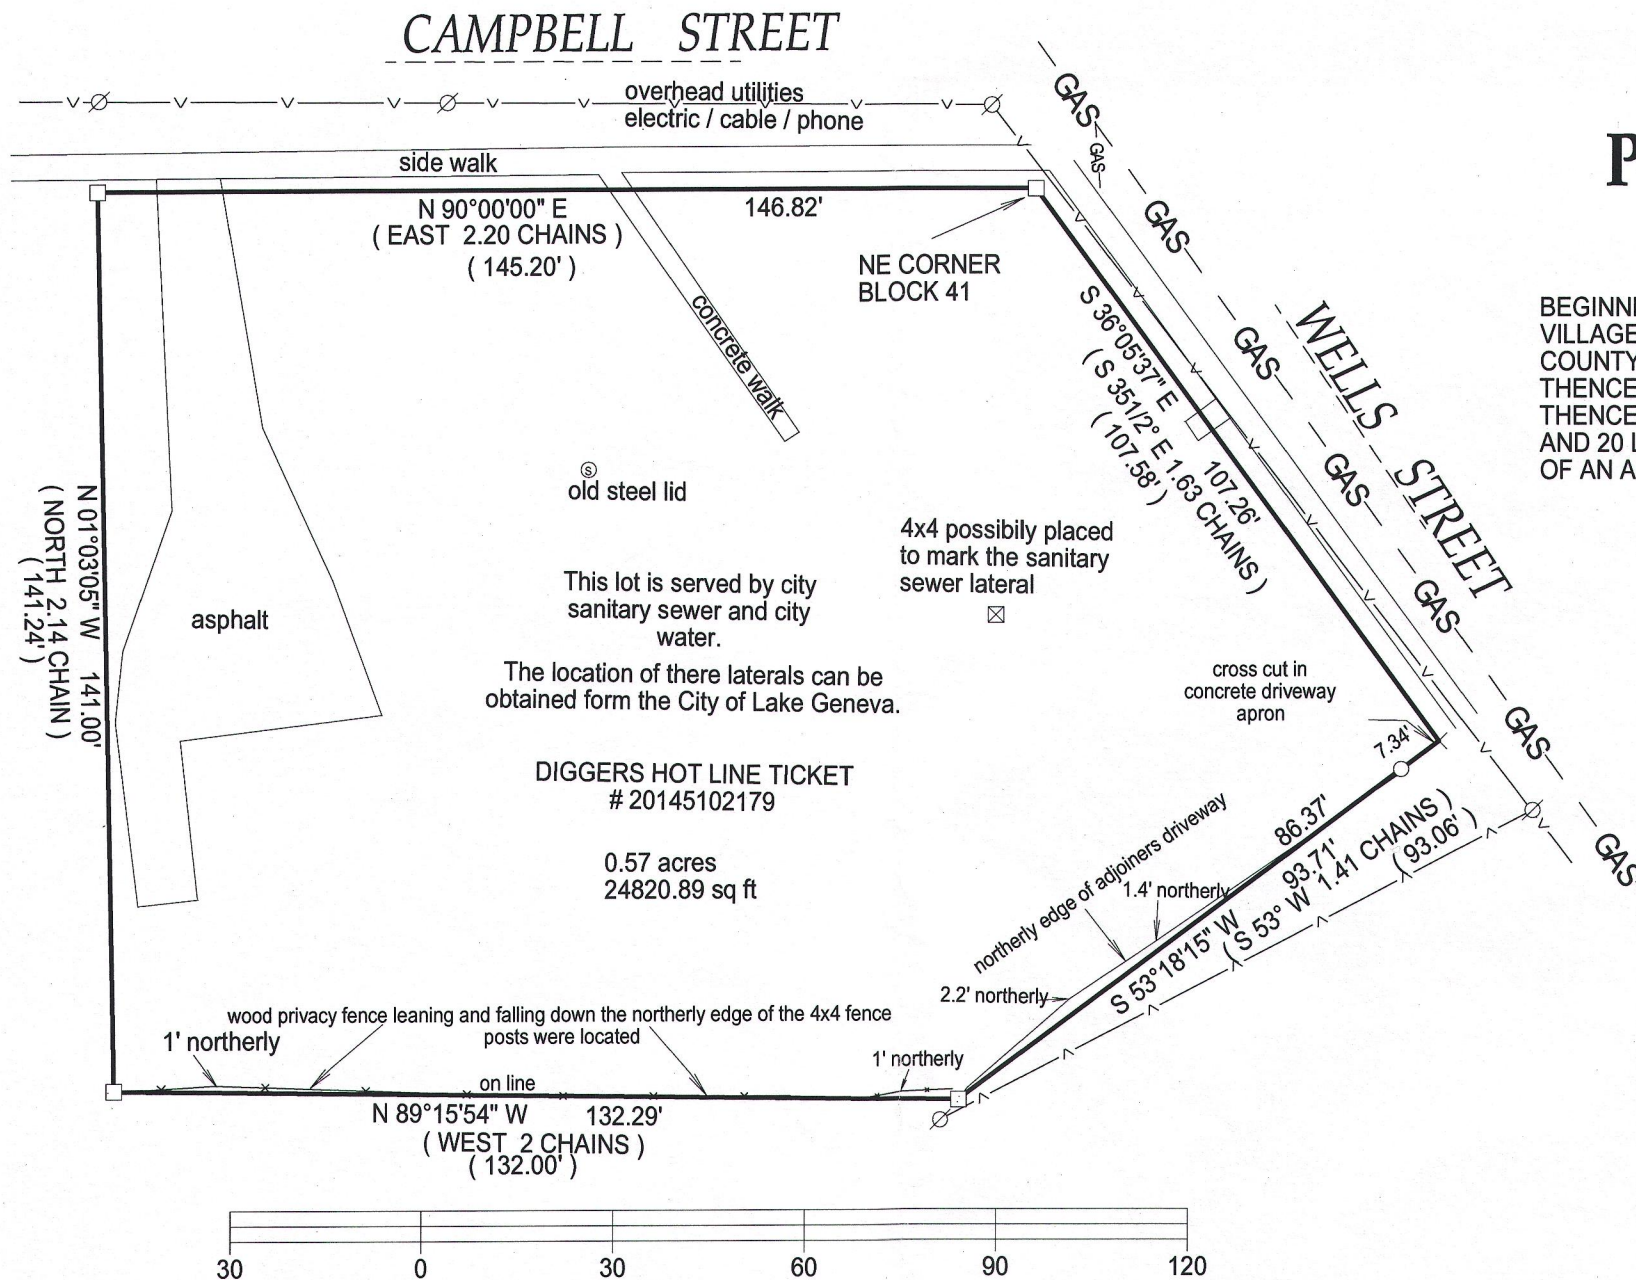 CAMPBELL STREET
overhead utilities
electric / cable / phone
side walk
N 90°00'00" E 146.82'
( EAST 2.20 CHAINS )
( 145.20' )
NE CORNER
BLOCK 41
concrete walk
GAS
GAS
GAS
GAS
GAS
GAS
GAS
GAS
WELLS STREET
S 36°05'37" E 107.26'
( S 351/2° E 1.63 CHAINS )
( 107.58' )
P
BEGINN
VILLAGE
COUNTY
THENCE
THENCE
AND 20
OF AN A
S
old steel lid
4x4 possibily placed
to mark the sanitary
sewer lateral
This lot is served by city
sanitary sewer and city
water.
The location of there laterals can be
obtained form the City of Lake Geneva.
DIGGERS HOT LINE TICKET
# 20145102179
0.57 acres
24820.89 sq ft
asphalt
N 01°03'05" W 141.00'
( NORTH 2.14 CHAIN )
( 141.24' )
cross cut in
concrete driveway
apron
7.34'
86.37'
93.71'
S 53°18'15" W
( S 53° W 1.41 CHAINS )
( 93.06' )
northerly edge of adjoiners driveway
1.4' northerly
2.2' northerly
wood privacy fence leaning and falling down the northerly edge of the 4x4 fence
posts were located
1' northerly
1' northerly
on line
N 89°15'54" W 132.29'
( WEST 2 CHAINS )
( 132.00' )
30 0 30 60 90 120